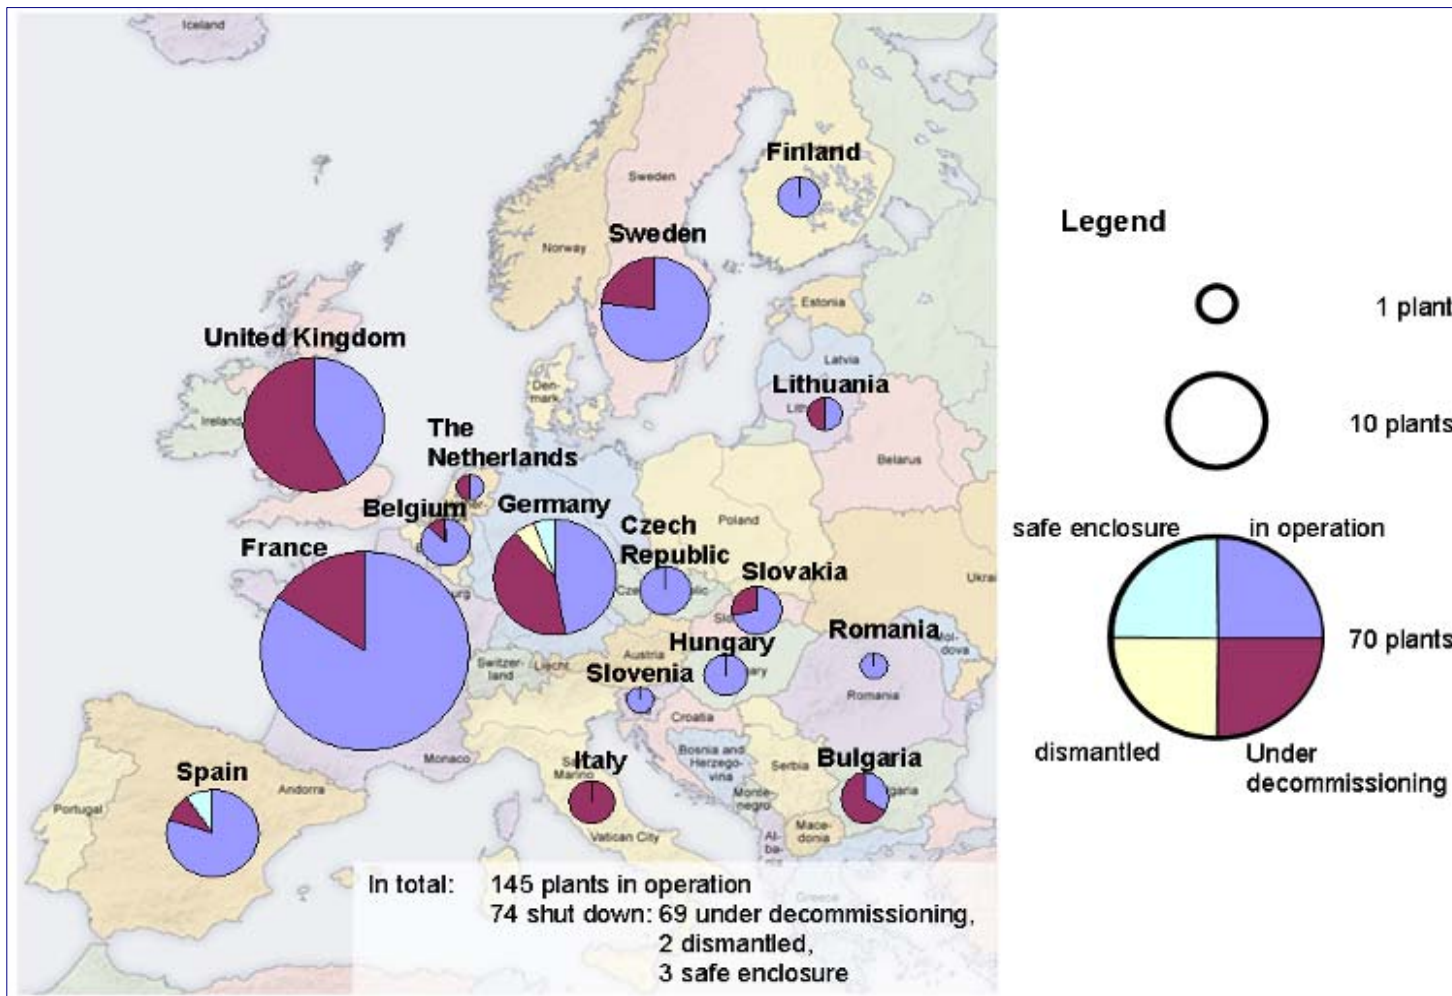 Iceland
Finland
Sweden
Norway
Sweden
Estonia
United Kingdom
Latvia
Den-
mark
Lithuania
Ireland
The
Netherlands
Belarus
Belgium
Germany
Poland
Czech
Republic
France
Slovakia
Romania
Hungary
Mol-
dova
Austria
Switzer-
land
Liecht
Slovenia
Romania
Croatia
Monaco
Bosnia and
Herzego-
vina
Serbia
Italy
San
Marino
Bulgaria
Spain
Andorra
Portugal
Monte-
negro
Mace-
donia
Vatican City
Al-
ba-
Greece
In total: 145 plants in operation
74 shut down: 69 under decommissioning,
2 dismantled,
3 safe enclosure
Legend
1 plant
10 plants
safe enclosure in operation
70 plants
dismantled Under
decommissioning